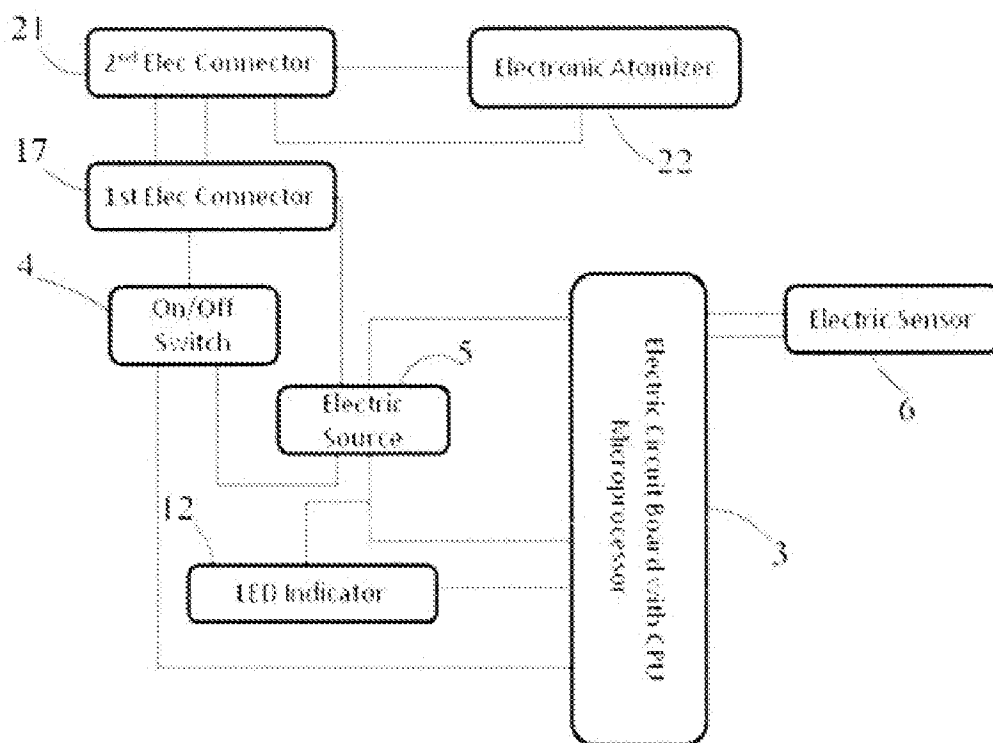 21
2nd Elec Connector
Electronic Atomizer
17
22
1st Elec Connector
4
On/Off
Switch
Electric Sensor
5
6
Electric
Source
Electric Circuit Board with CPU
Microprocessor
12
3
LED Indicator